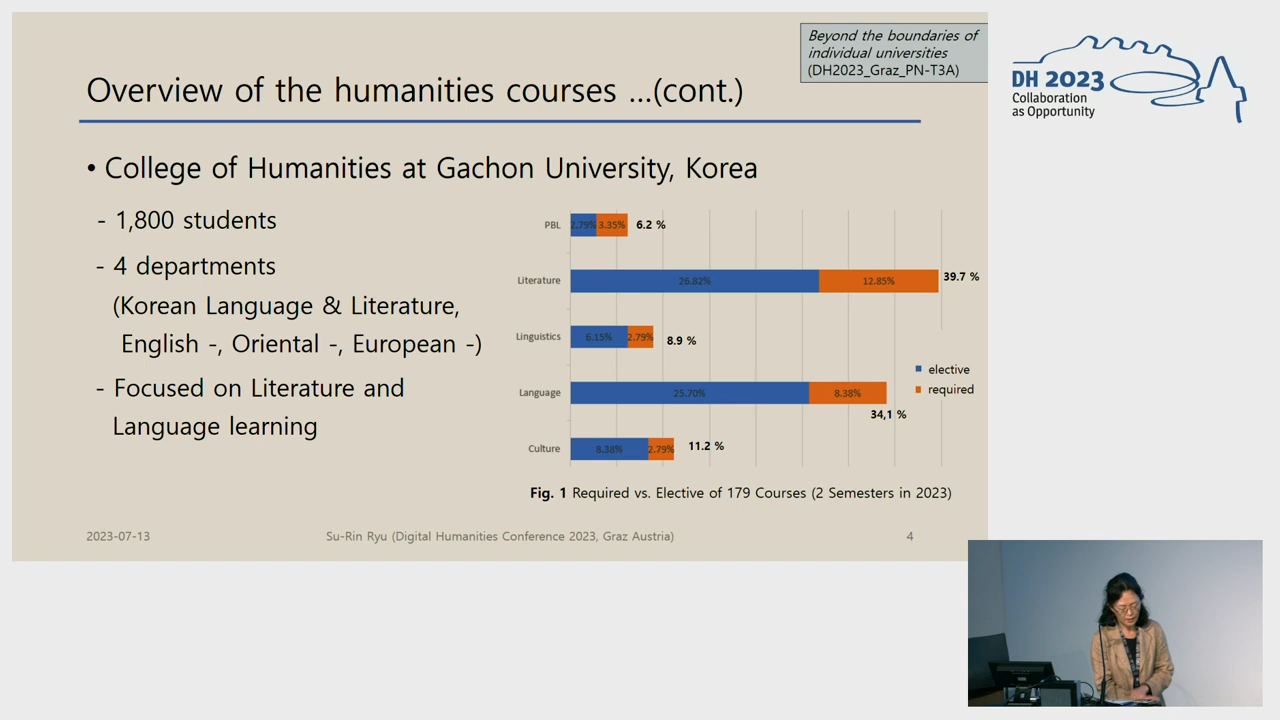 Beyond the boundaries of
individual universities
(DH2023_Graz_PN-T3A)
DH 2023
Collaboration
as Opportunity
Overview of the humanities courses ...(cont.)
• College of Humanities at Gachon University, Korea
- 1,800 students
- 4 departments
(Korean Language & Literature,
English -, Oriental -, European -)
- Focused on Literature and
Language learning
PBL 2.79% 3.35% 6.2 %
Literature 26.82% 12.85% 39.7 %
Linguistics 6.15% 2.79% 8.9 %
Language 25.70% 8.38% 34,1 %
Culture 8.38% 2.79% 11.2 %
elective
required
Fig. 1 Required vs. Elective of 179 Courses (2 Semesters in 2023)
2023-07-13 Su-Rin Ryu (Digital Humanities Conference 2023, Graz Austria) 4